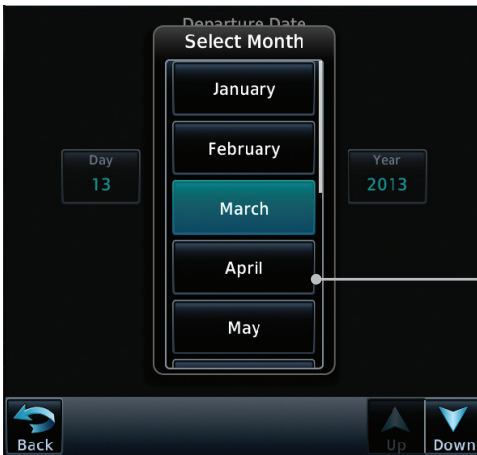 Departure Date
Select Month
January
February
Day
13
March
Year
2013
April
May
Back
Up
Down